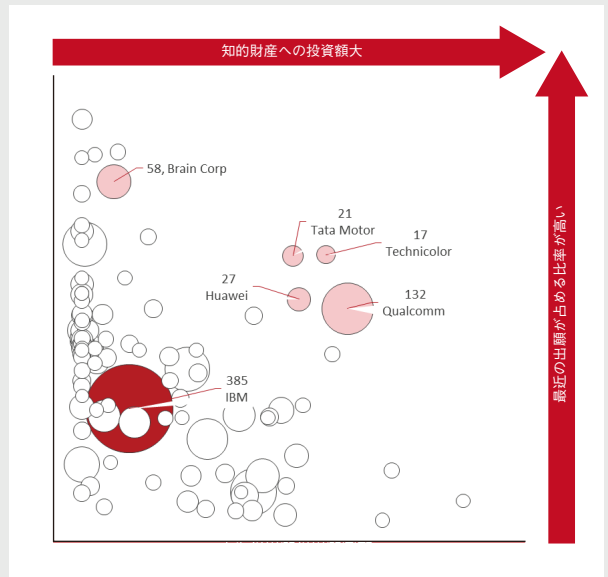 知的財産への投資額大
58, Brain Corp
21
Tata Motor
17
Technicolor
27
Huawei
132
Qualcomm
385
IBM
最近の出願が占める比率が高い